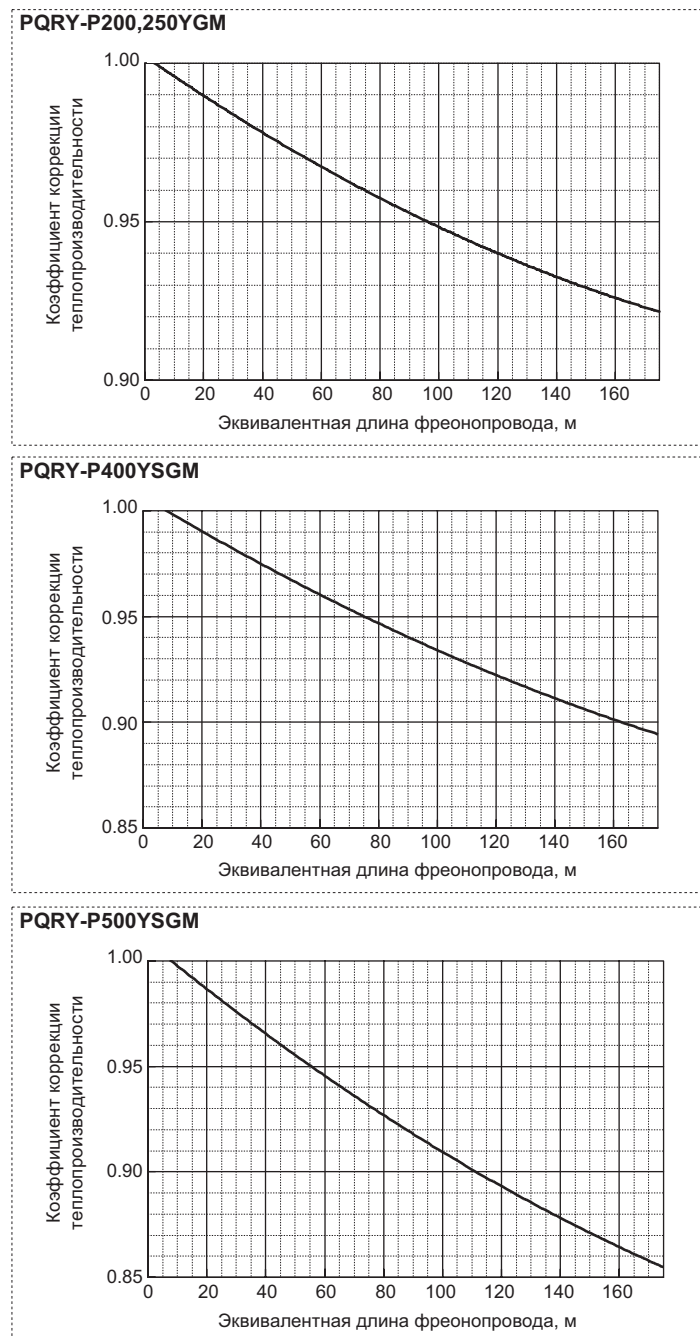 PQRY-P200,250YGM
Коэффициент коррекции
теплопроизводительности
1.00
0.95
0.90
0 20 40 60 80 100 120 140 160
Эквивалентная длина фреонопровода, м
PQRY-P400YSGM
Коэффициент коррекции
теплопроизводительности
1.00
0.95
0.90
0.85
0 20 40 60 80 100 120 140 160
Эквивалентная длина фреонопровода, м
PQRY-P500YSGM
Коэффициент коррекции
теплопроизводительности
1.00
0.95
0.90
0.85
0 20 40 60 80 100 120 140 160
Эквивалентная длина фреонопровода, м